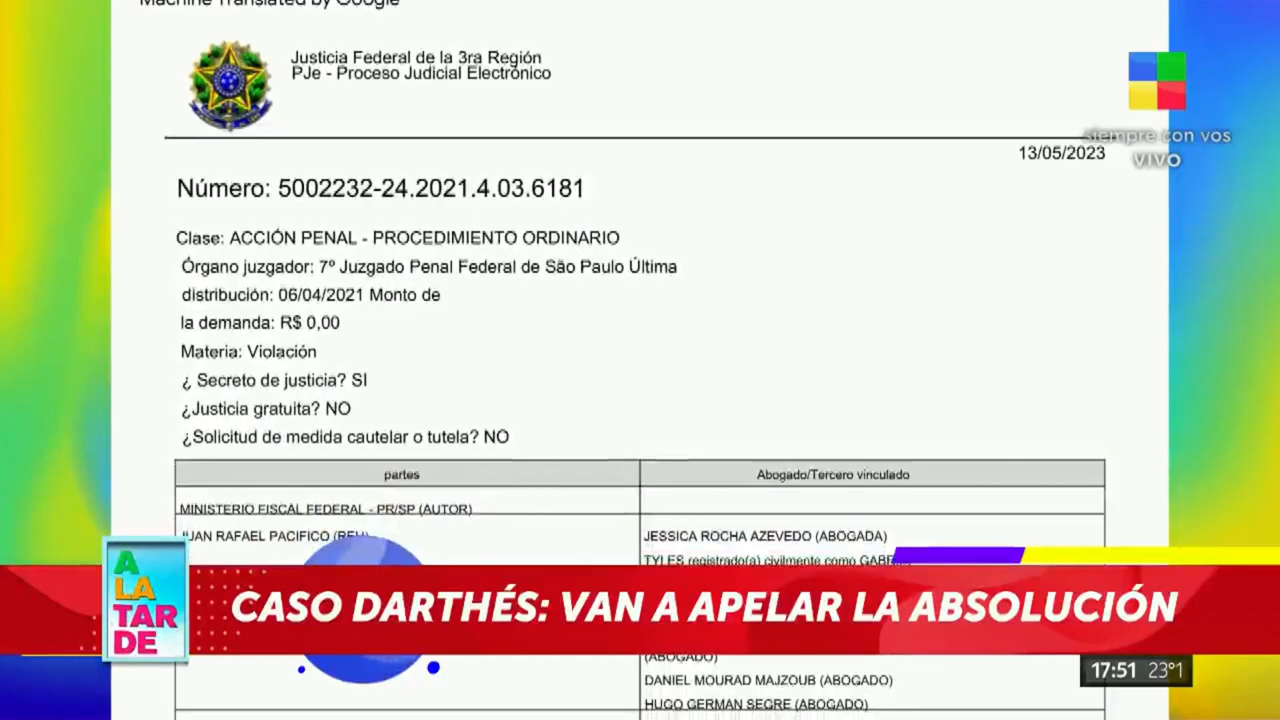 Machine Translated by Google
Justicia Federal de la 3ra Región
PJe - Proceso Judicial Electrónico
siempre con vos
VIVO
13/05/2023
Número: 5002232-24.2021.4.03.6181
Clase: ACCIÓN PENAL - PROCEDIMIENTO ORDINARIO
Órgano juzgador: 7º Juzgado Penal Federal de São Paulo Última
distribución: 06/04/2021 Monto de
la demanda: R$ 0,00
Materia: Violación
¿ Secreto de justicia? SI
¿Justicia gratuita? NO
¿Solicitud de medida cautelar o tutela? NO
partes
Abogado/Tercero vinculado
MINISTERIO FISCAL FEDERAL - PR/SP (AUTOR)
JUAN RAFAEL PACIFICO (REU)
JESSICA ROCHA AZEVEDO (ABOGADA)
TYLES registrado(a) civilmente como
A LA TARDE
CASO DARTHÉS: VAN A APELAR LA ABSOLUCIÓN
(ABOGADO)
DANIEL MOURAD MAJZOUB (ABOGADO)
HUGO GERMAN SEGRE (ABOGADO)
17:51 23°1